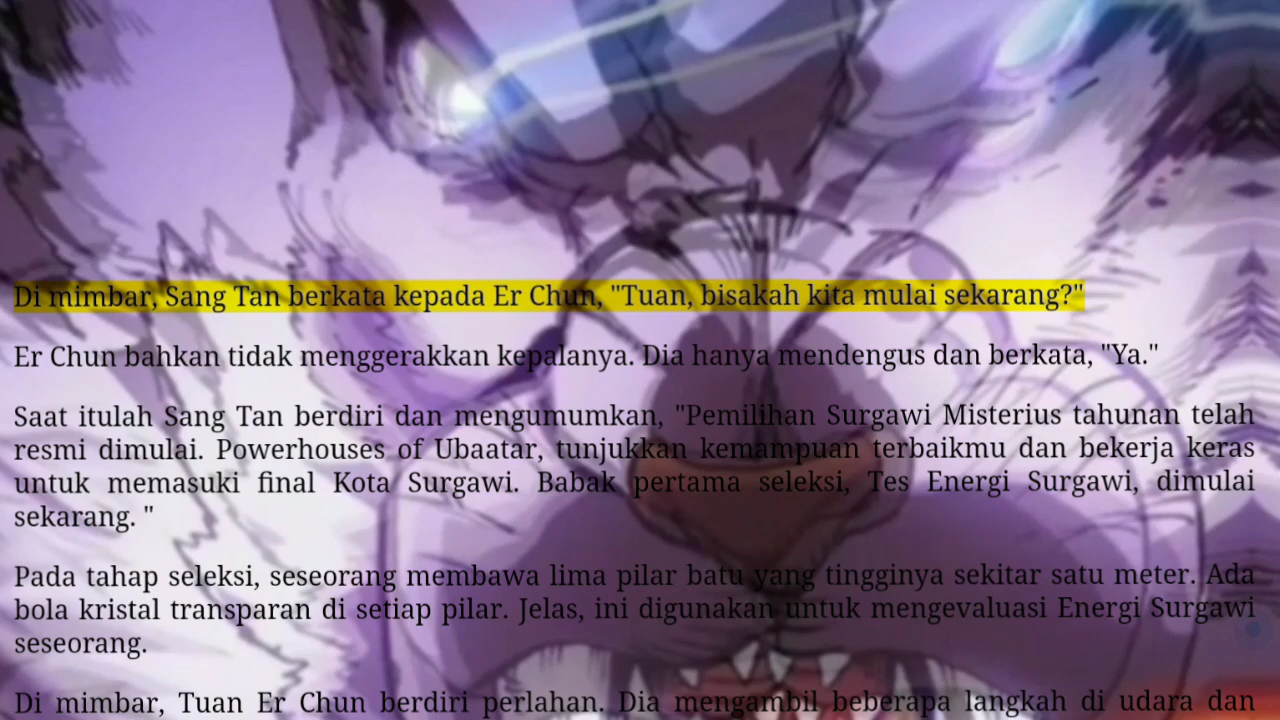 Di mimbar, Sang Tan berkata kepada Er Chun, "Tuan, bisakah kita mulai sekarang?"
Er Chun bahkan tidak menggerakkan kepalanya. Dia hanya mendengus dan berkata, "Ya."
Saat itulah Sang Tan berdiri dan mengumumkan, "Pemilihan Surgawi Misterius tahunan telah
resmi dimulai. Powerhouses of Ubaatar, tunjukkan kemampuan terbaikmu dan bekerja keras
untuk memasuki final Kota Surgawi. Babak pertama seleksi, Tes Energi Surgawi, dimulai
sekarang. "
Pada tahap seleksi, seseorang membawa lima pilar batu yang tingginya sekitar satu meter. Ada
bola kristal transparan di setiap pilar. Jelas, ini digunakan untuk mengevaluasi Energi Surgawi
seseorang.
Di mimbar, Tuan Er Chun berdiri perlahan. Dia mengambil beberapa langkah di udara dan